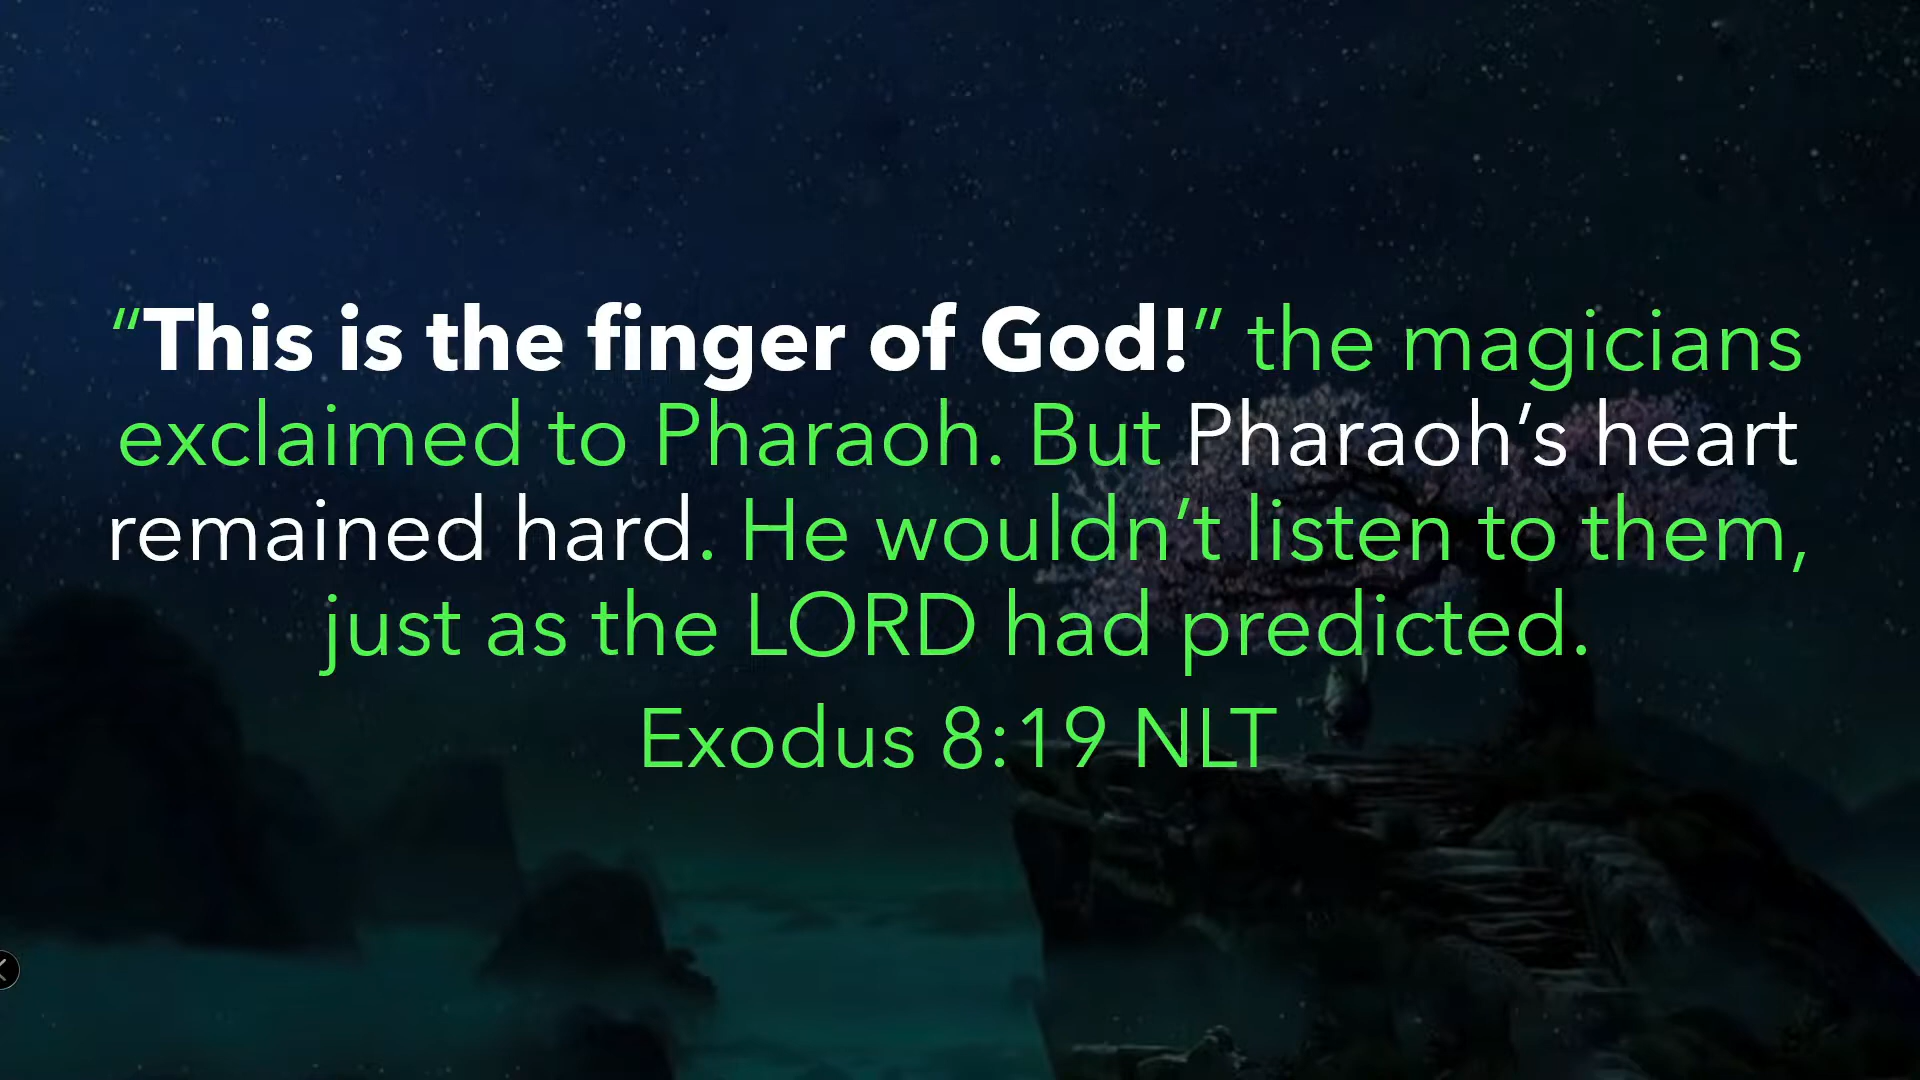 “This is the finger of God!” the magicians
exclaimed to Pharaoh. But Pharaoh’s heart
remained hard. He wouldn’t listen to them,
just as the LORD had predicted.
Exodus 8:19 NLT